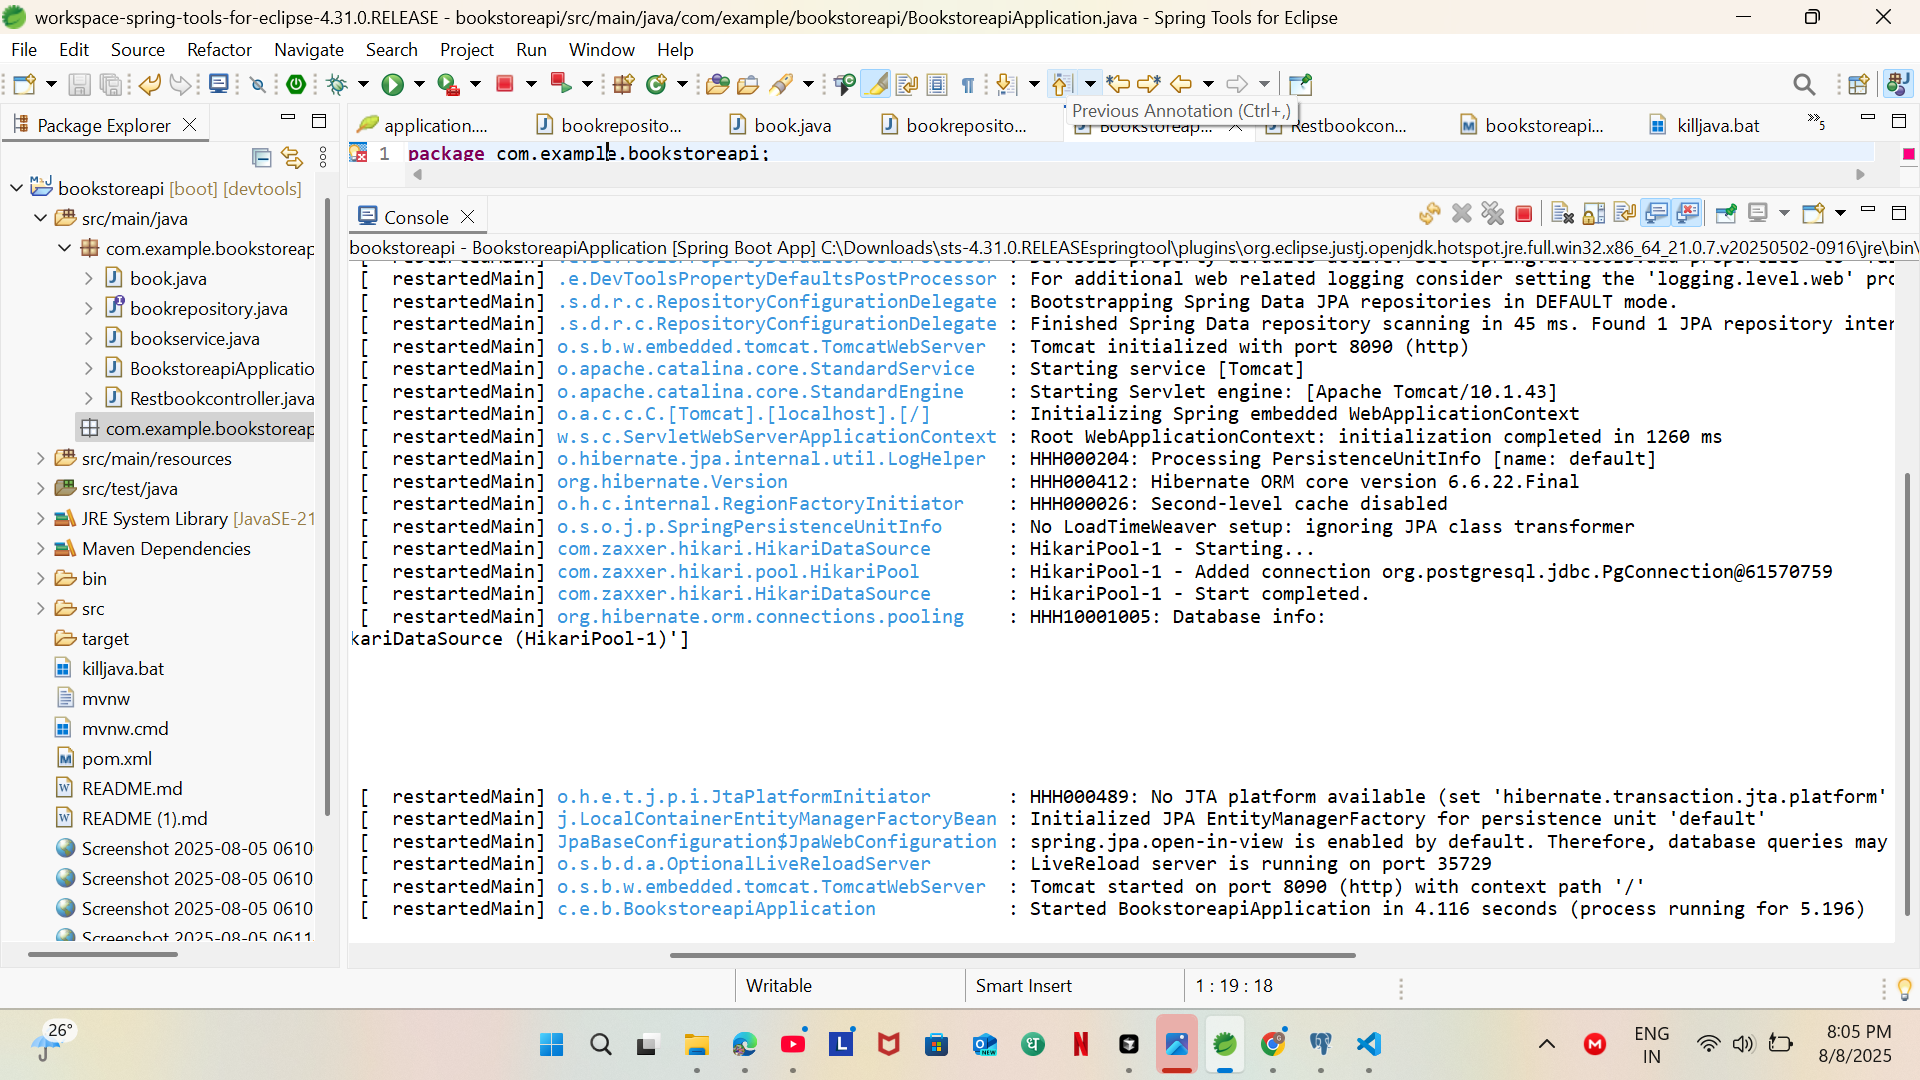 workspace-spring-tools-for-eclipse-4.31.0.RELEASE - bookstoreapi/src/main/java/com/example/bookstoreapi/BookstoreapiApplication.java - Spring Tools for Eclipse
File Edit Source Refactor Navigate Search Project Run Window Help
Previous Annotation (Ctrl+,)
Package Explorer
application.... bookreposito... book.java bookreposito... Bookstoreap... Restbookcon... bookstoreapi... killjava.bat »5
1 package com.example.bookstoreapi;
bookstoreapi [boot] [devtools]
src/main/java
com.example.bookstoreap
book.java
bookrepository.java
bookservice.java
BookstoreapiApplicatio
Restbookcontroller.java
com.example.bookstoreap
src/main/resources
src/test/java
JRE System Library [JavaSE-21
Maven Dependencies
bin
src
target
killjava.bat
mvnw
mvnw.cmd
pom.xml
README.md
README (1).md
Screenshot 2025-08-05 0610
Screenshot 2025-08-05 0610
Screenshot 2025-08-05 0610
Screenshot 2025-08-05 0611
Console
bookstoreapi - BookstoreapiApplication [Spring Boot App] C:\Downloads\sts-4.31.0.RELEASEspringtool\plugins\org.eclipse.justj.openjdk.hotspot.jre.full.win32.x86_64_21.0.7.v20250502-0916\jre\bin\
[  restartedMain] .e.DevToolsPropertyDefaultsPostProcessor : For additional web related logging consider setting the 'logging.level.web' pro
[  restartedMain] .s.d.r.c.RepositoryConfigurationDelegate : Bootstrapping Spring Data JPA repositories in DEFAULT mode.
[  restartedMain] .s.d.r.c.RepositoryConfigurationDelegate : Finished Spring Data repository scanning in 45 ms. Found 1 JPA repository inter
[  restartedMain] o.s.b.w.embedded.tomcat.TomcatWebServer : Tomcat initialized with port 8090 (http)
[  restartedMain] o.apache.catalina.core.StandardService : Starting service [Tomcat]
[  restartedMain] o.apache.catalina.core.StandardEngine : Starting Servlet engine: [Apache Tomcat/10.1.43]
[  restartedMain] o.a.c.c.C.[Tomcat].[localhost].[/] : Initializing Spring embedded WebApplicationContext
[  restartedMain] w.s.c.ServletWebServerApplicationContext : Root WebApplicationContext: initialization completed in 1260 ms
[  restartedMain] o.hibernate.jpa.internal.util.LogHelper : HHH000204: Processing PersistenceUnitInfo [name: default]
[  restartedMain] org.hibernate.Version : HHH000412: Hibernate ORM core version 6.6.22.Final
[  restartedMain] o.h.c.internal.RegionFactoryInitiator : HHH000026: Second-level cache disabled
[  restartedMain] o.s.o.j.p.SpringPersistenceUnitInfo : No LoadTimeWeaver setup: ignoring JPA class transformer
[  restartedMain] com.zaxxer.hikari.HikariDataSource : HikariPool-1 - Starting...
[  restartedMain] com.zaxxer.hikari.pool.HikariPool : HikariPool-1 - Added connection org.postgresql.jdbc.PgConnection@61570759
[  restartedMain] com.zaxxer.hikari.HikariDataSource : HikariPool-1 - Start completed.
[  restartedMain] org.hibernate.orm.connections.pooling : HHH10001005: Database info:
kariDataSource (HikariPool-1)']
[  restartedMain] o.h.e.t.j.p.i.JtaPlatformInitiator : HHH000489: No JTA platform available (set 'hibernate.transaction.jta.platform'
[  restartedMain] j.LocalContainerEntityManagerFactoryBean : Initialized JPA EntityManagerFactory for persistence unit 'default'
[  restartedMain] JpaBaseConfiguration$JpaWebConfiguration : spring.jpa.open-in-view is enabled by default. Therefore, database queries may
[  restartedMain] o.s.b.d.a.OptionalLiveReloadServer : LiveReload server is running on port 35729
[  restartedMain] o.s.b.w.embedded.tomcat.TomcatWebServer : Tomcat started on port 8090 (http) with context path '/'
[  restartedMain] c.e.b.BookstoreapiApplication : Started BookstoreapiApplication in 4.116 seconds (process running for 5.196)
Writable Smart Insert 1 : 19 : 18
26°
ENG
IN
8:05 PM
8/8/2025